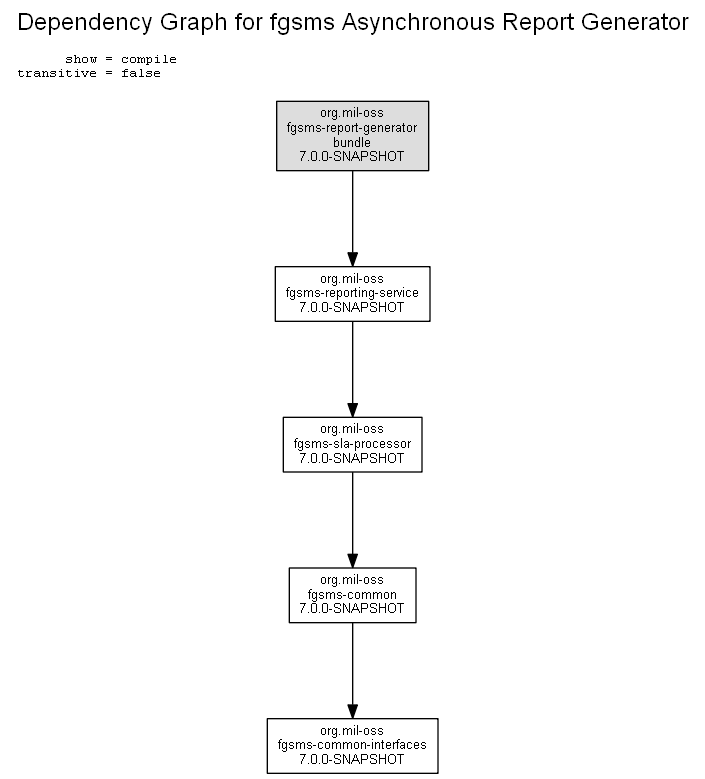 Dependency Graph for fgsms Asynchronous Report Generator
show = compile
transitive = false
org.mil-oss
fgsms-report-generator
bundle
7.0.0-SNAPSHOT
org.mil-oss
fgsms-reporting-service
7.0.0-SNAPSHOT
org.mil-oss
fgsms-sla-processor
7.0.0-SNAPSHOT
org.mil-oss
fgsms-common
7.0.0-SNAPSHOT
org.mil-oss
fgsms-common-interfaces
7.0.0-SNAPSHOT